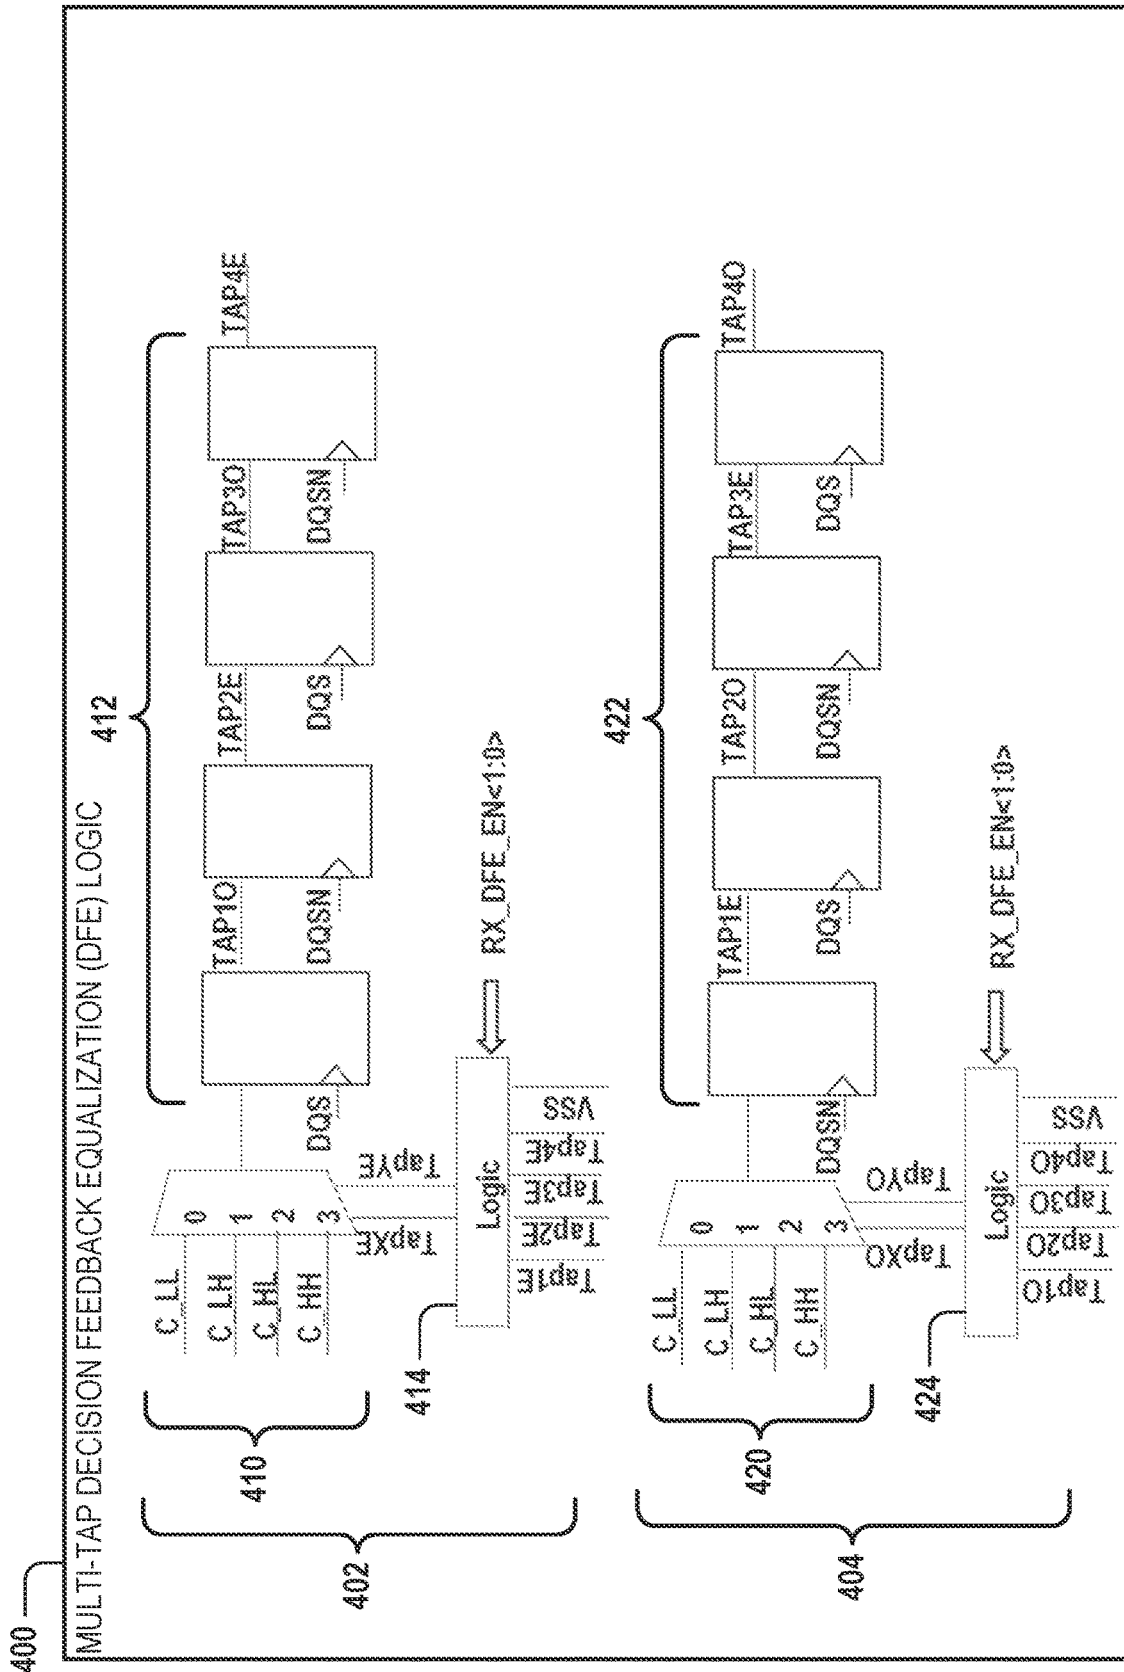 400
MULTI-TAP DECISION FEEDBACK EQUALIZATION (DFE) LOGIC
412
402
410
C_LL
C_LH
C_HL
C_HH
0
1
2
3
TAP1O
TAP2E
TAP3O
TAP4E
DQS
DQSN
DQS
DQSN
TapXE
TapYE
414
Logic
RX_DFE_EN<1:0>
Tap1E
Tap2E
Tap3E
Tap4E
VSS
422
404
420
C_LL
C_LH
C_HL
C_HH
0
1
2
3
TAP1E
TAP2O
TAP3E
TAP4O
DQSN
DQS
DQSN
DQS
TapXO
TapYO
424
Logic
RX_DFE_EN<1:0>
Tap1O
Tap2O
Tap3O
Tap4O
VSS